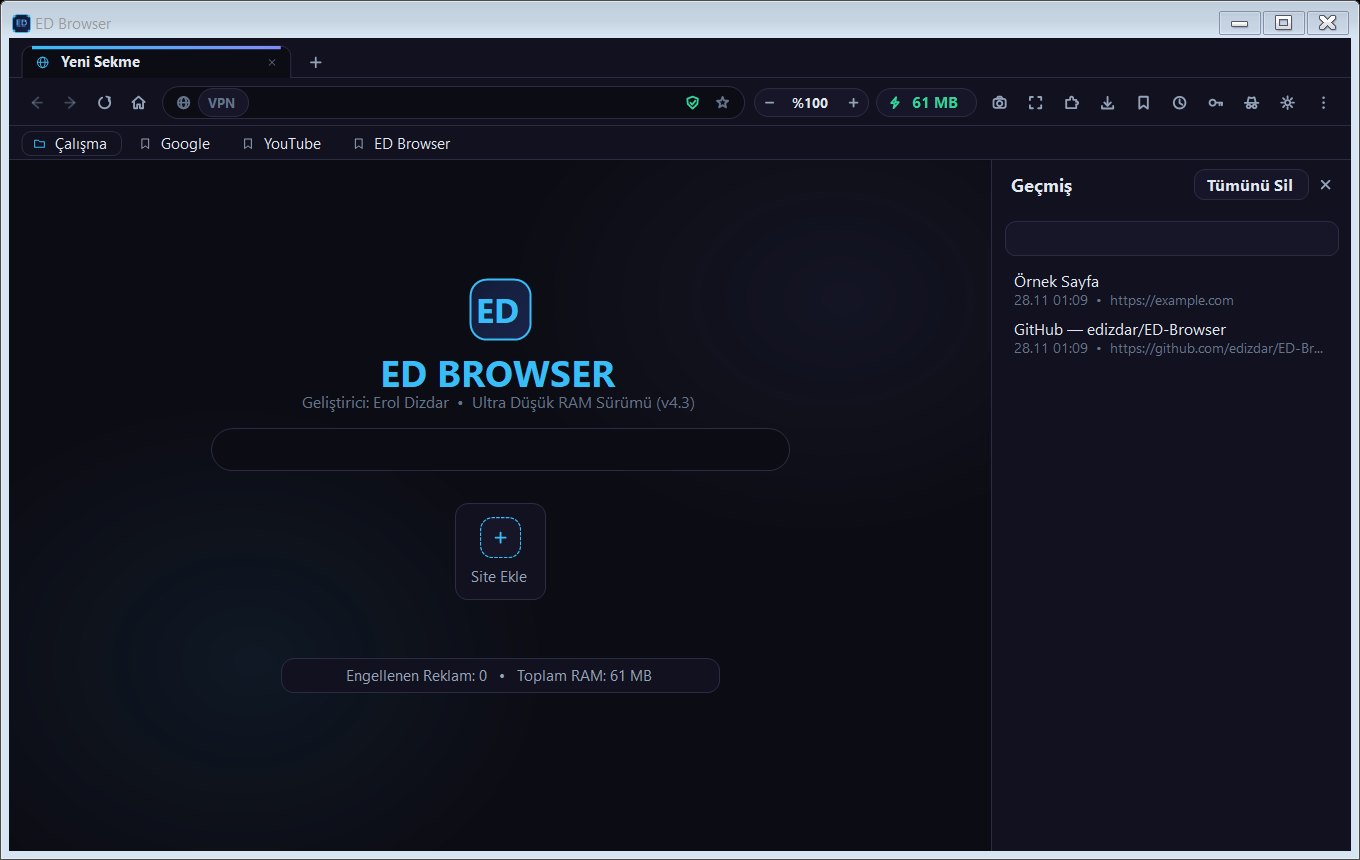 ED ED Browser
Yeni Sekme
VPN
%100
61 MB
Çalışma
Google
YouTube
ED Browser
Geçmiş
Tümünü Sil
Örnek Sayfa
28.11 01:09 • https://example.com
GitHub — edizdar/ED-Browser
28.11 01:09 • https://github.com/edizdar/ED-Br...
ED
ED BROWSER
Geliştirici: Erol Dizdar • Ultra Düşük RAM Sürümü (v4.3)
Site Ekle
Engellenen Reklam: 0 • Toplam RAM: 61 MB